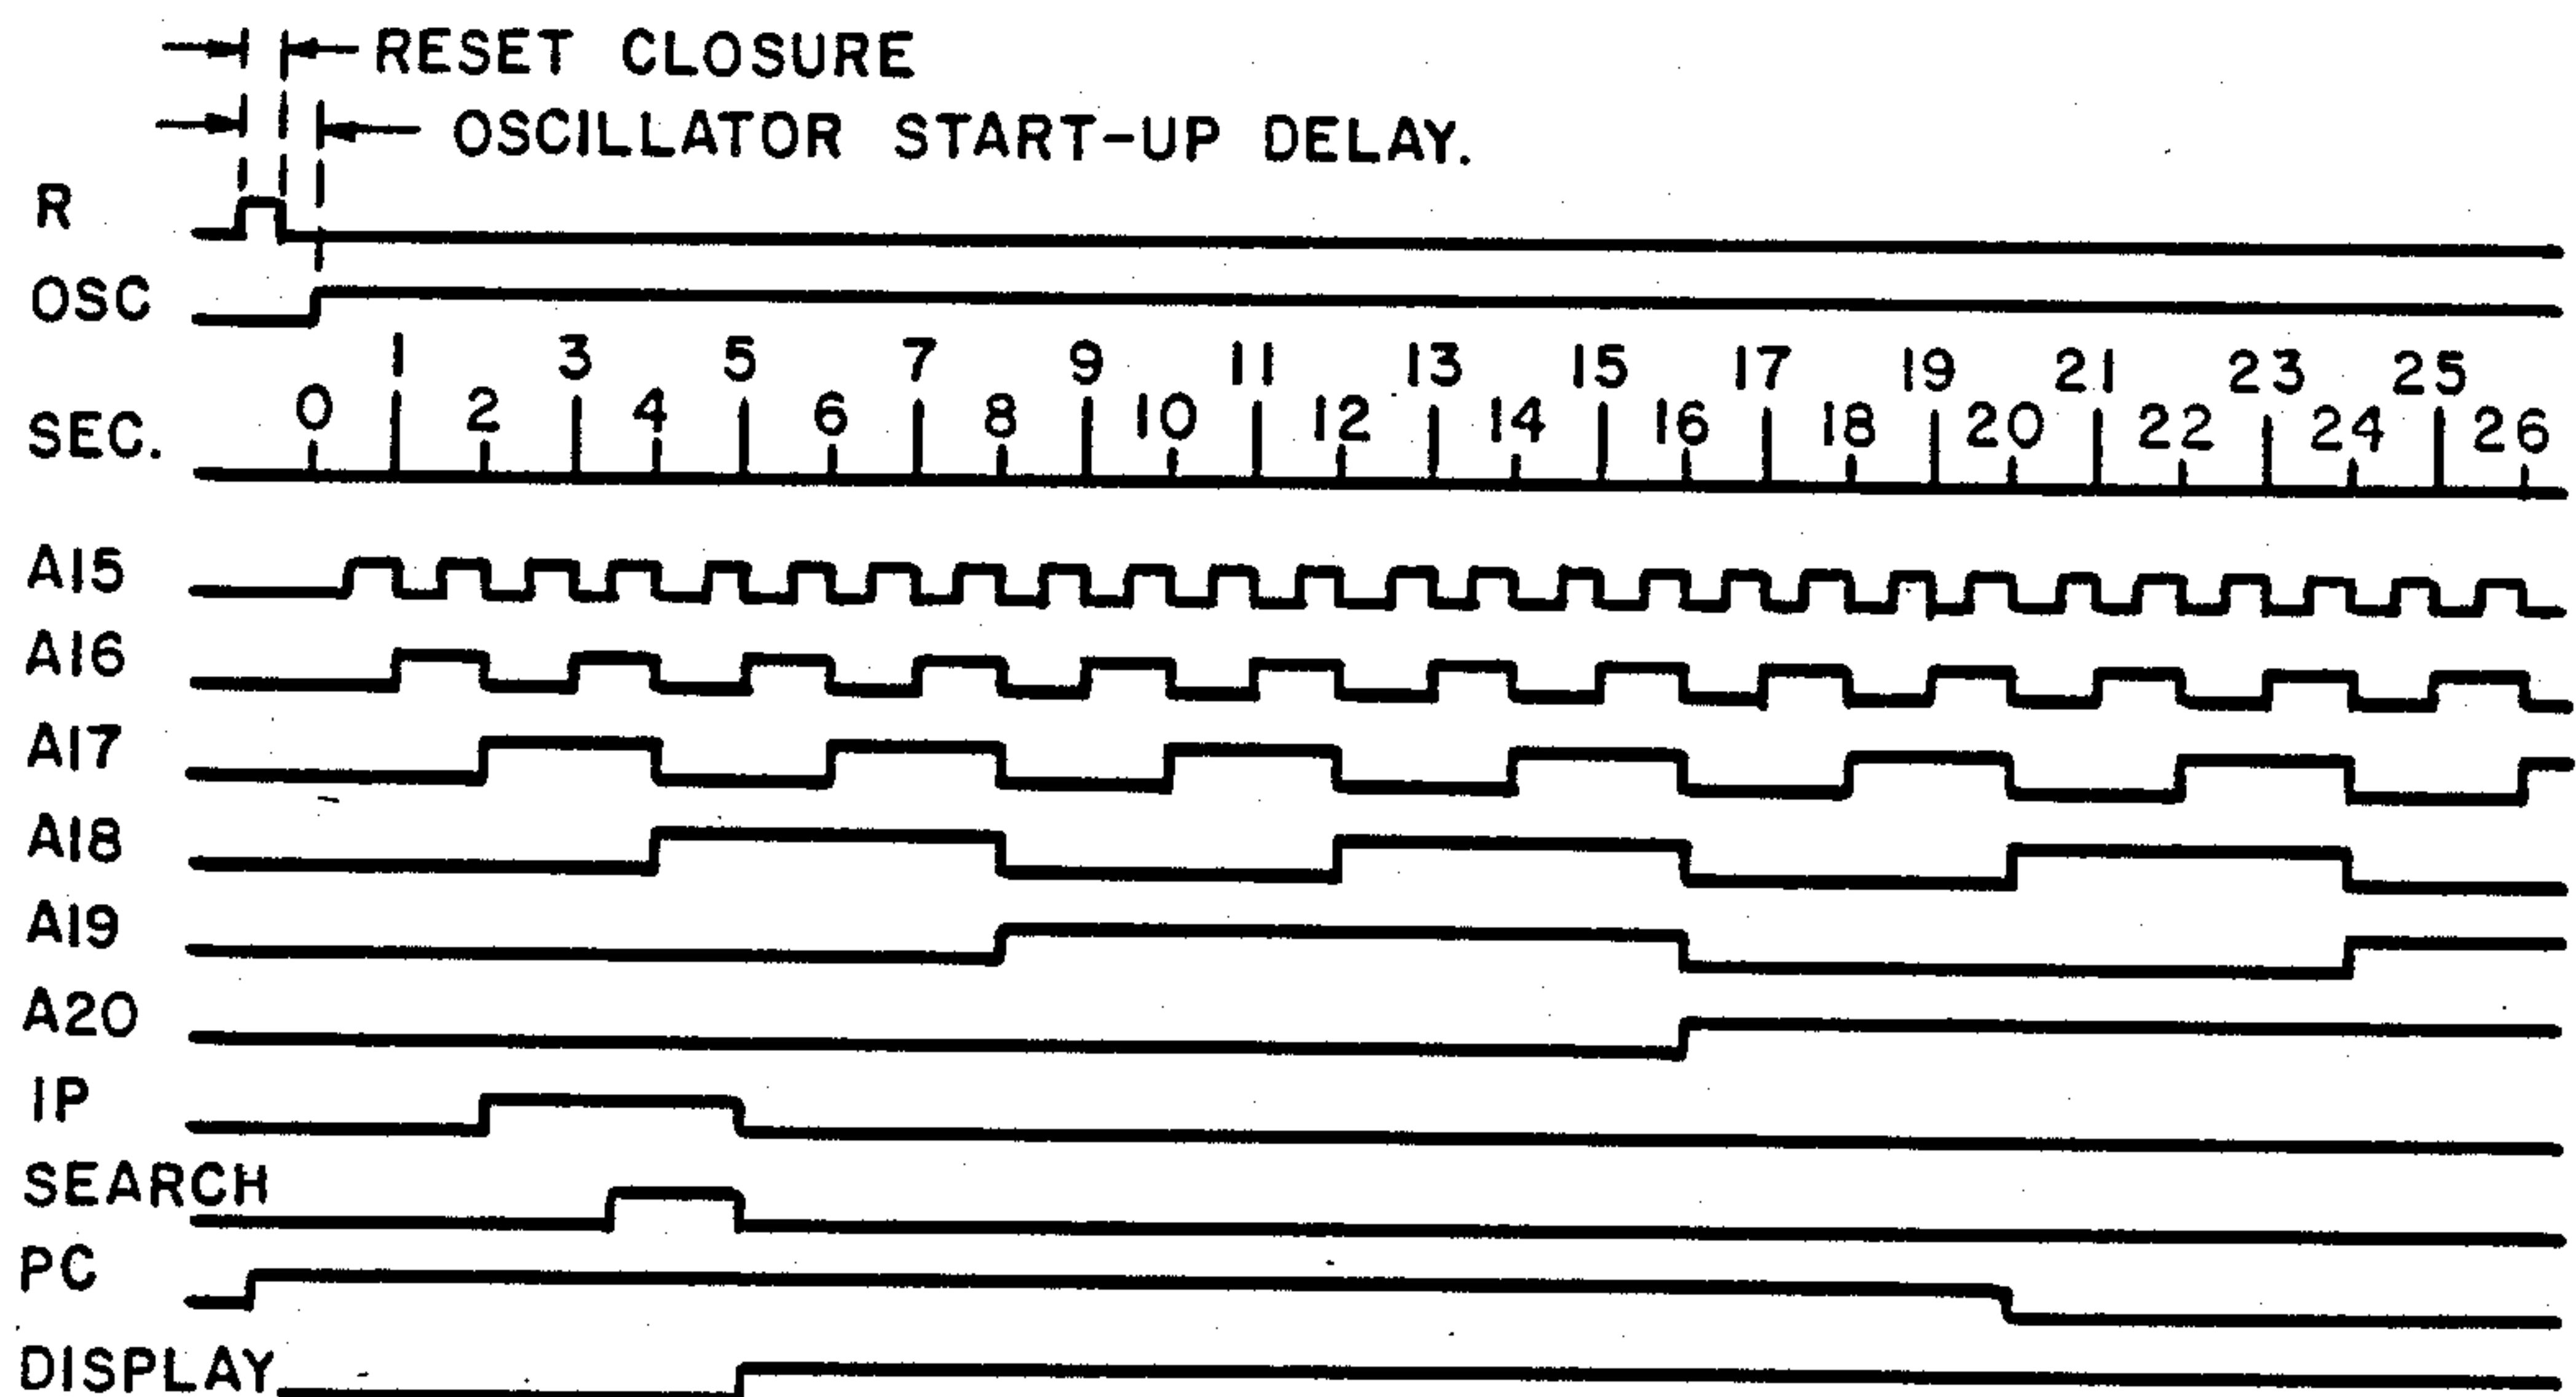 RESET CLOSURE
OSCILLATOR START-UP DELAY.
R
OSC
1 3 5 7 9 11 13 15 17 19 21 23 25
SEC. 0 2 4 6 8 10 12 14 16 18 20 22 24 26
A15
A16
A17
A18
A19
A20
IP
SEARCH
PC
DISPLAY